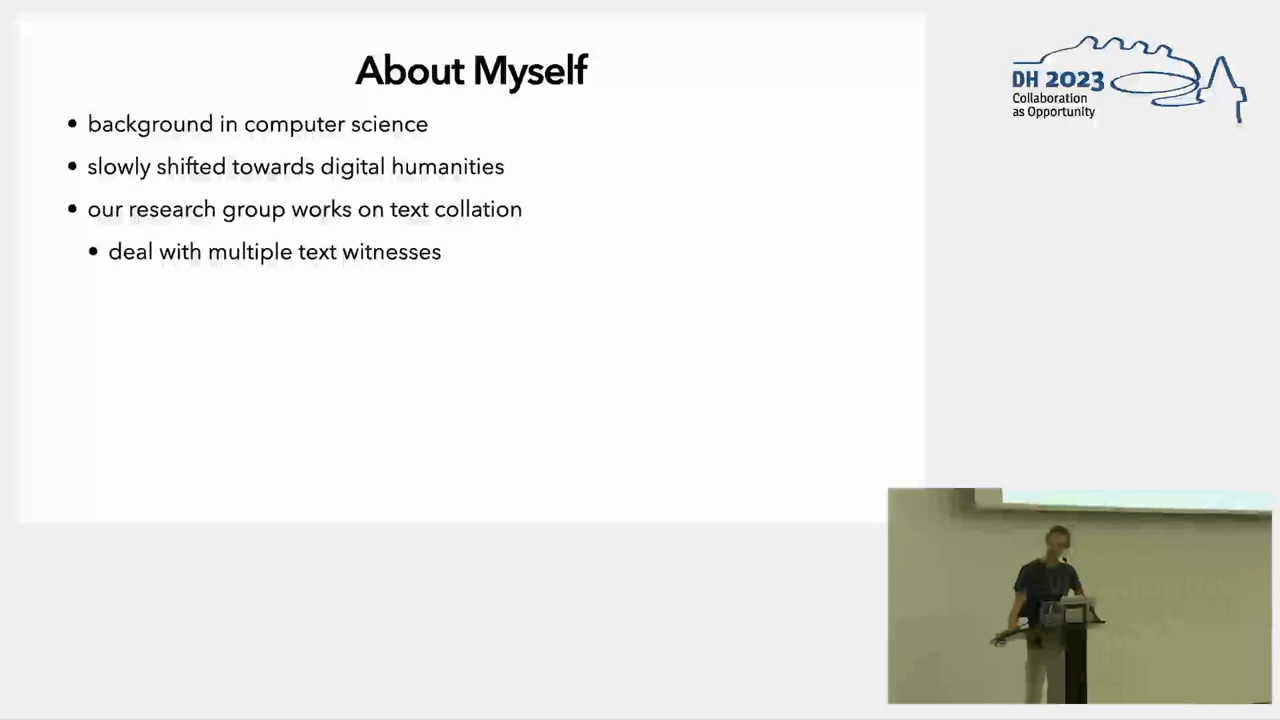 About Myself
• background in computer science
• slowly shifted towards digital humanities
• our research group works on text collation
• deal with multiple text witnesses
DH 2023
Collaboration
as Opportunity